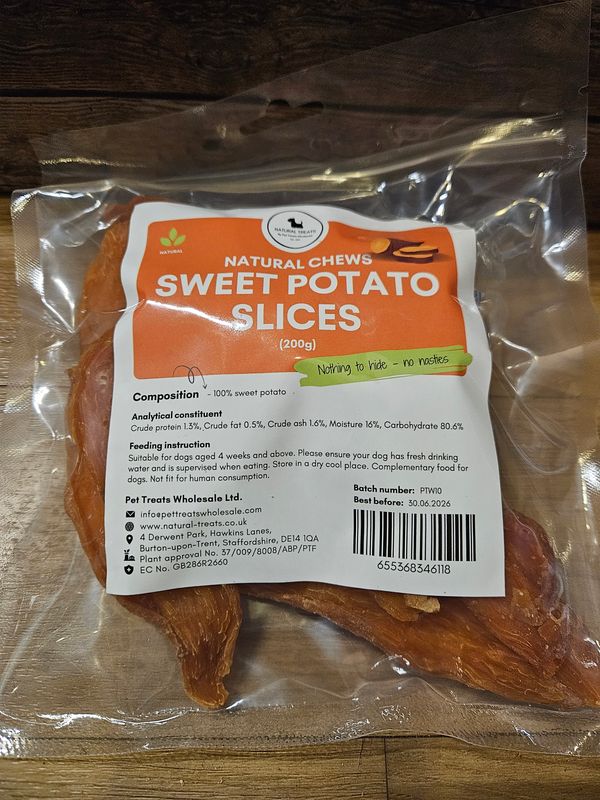 NATURAL TREATS
NATURAL
NATURAL CHEWS
SWEET POTATO
SLICES
(200g)
Nothing to hide - no nasties
Composition - 100% sweet potato
Analytical constituent
Crude protein 1.3%, Crude fat 0.5%, Crude ash 1.6%, Moisture 16%, Carbohydrate 80.6%
Feeding instruction
Suitable for dogs aged 4 weeks and above. Please ensure your dog has fresh drinking
water and is supervised when eating. Store in a dry cool place. Complementary food for
dogs. Not fit for human consumption.
Batch number: PTW10
Best before: 30.06.2026
Pet Treats Wholesale Ltd.
info@pettreatswholesale.com
www.natural-treats.co.uk
4 Derwent Park, Hawkins Lanes,
Burton-upon-Trent, Staffordshire, DE14 1QA
Plant approval No. 37/009/8008/ABP/PTF
EC No. GB286R2660
655368346118